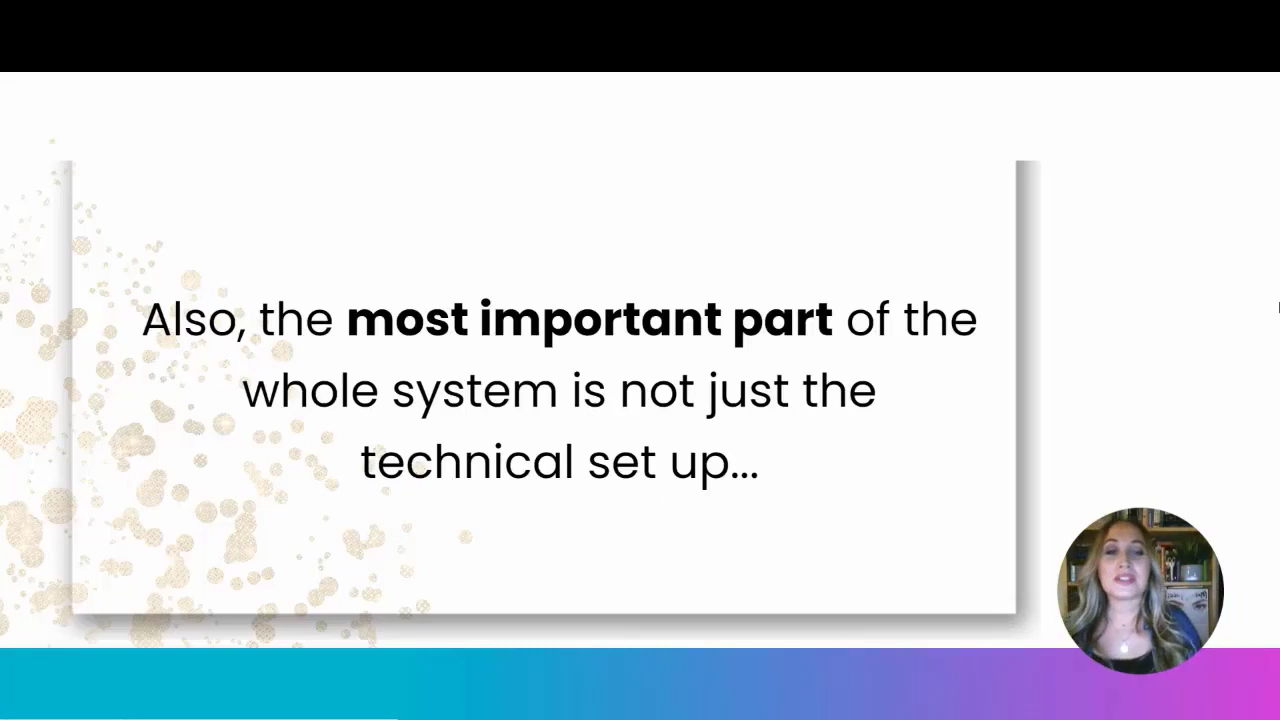 Also, the most important part of the
whole system is not just the
technical set up...